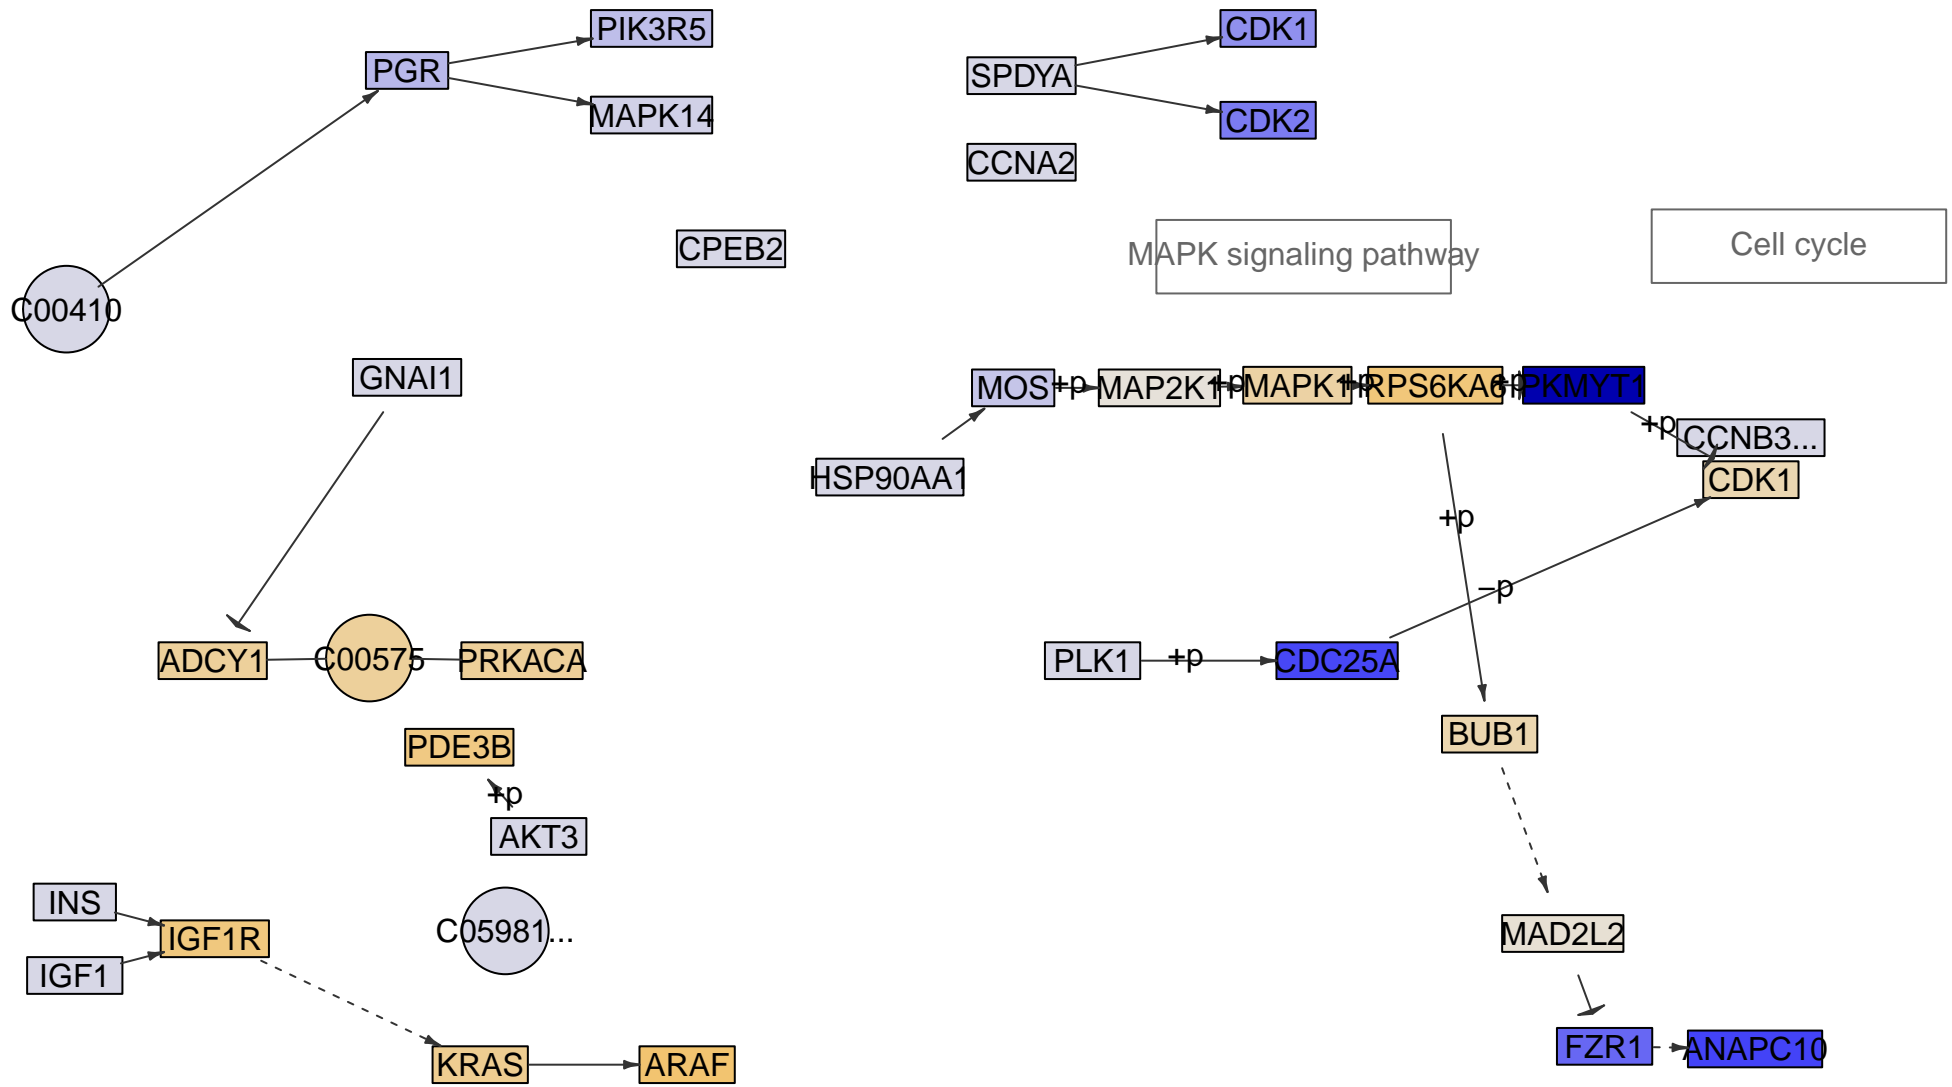 PIK3R5
CDK1
PGR
SPDYA
MAPK14
CDK2
CCNA2
CPEB2
MAPK signaling pathway
Cell cycle
C00410
GNAI1
MOS
+p
MAP2K1
+p
MAPK1
+p
RPS6KA6
+p
PKMYT1
+p
CCNB3...
HSP90AA1
CDK1
+p
−p
ADCY1
C00575
PRKACA
PLK1
+p
CDC25A
PDE3B
BUB1
+p
AKT3
INS
IGF1R
C05981...
MAD2L2
IGF1
KRAS
ARAF
FZR1
ANAPC10